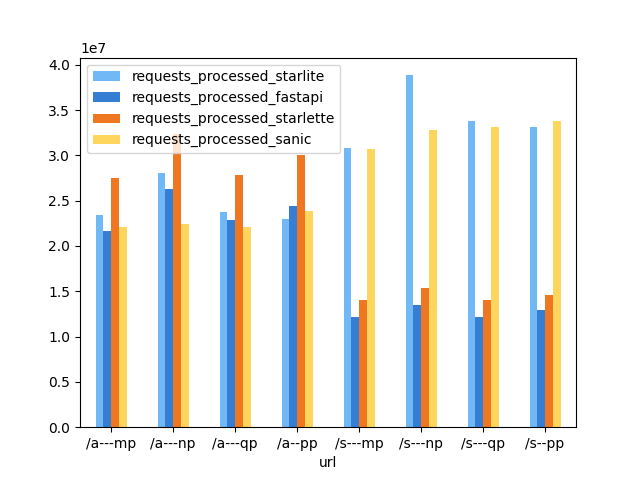 1e7
4.0
3.5
3.0
2.5
2.0
1.5
1.0
0.5
0.0
requests_processed_starlite
requests_processed_fastapi
requests_processed_starlette
requests_processed_sanic
/a---mp /a---np /a---qp /a--pp /s---mp /s---np /s---qp /s--pp
url